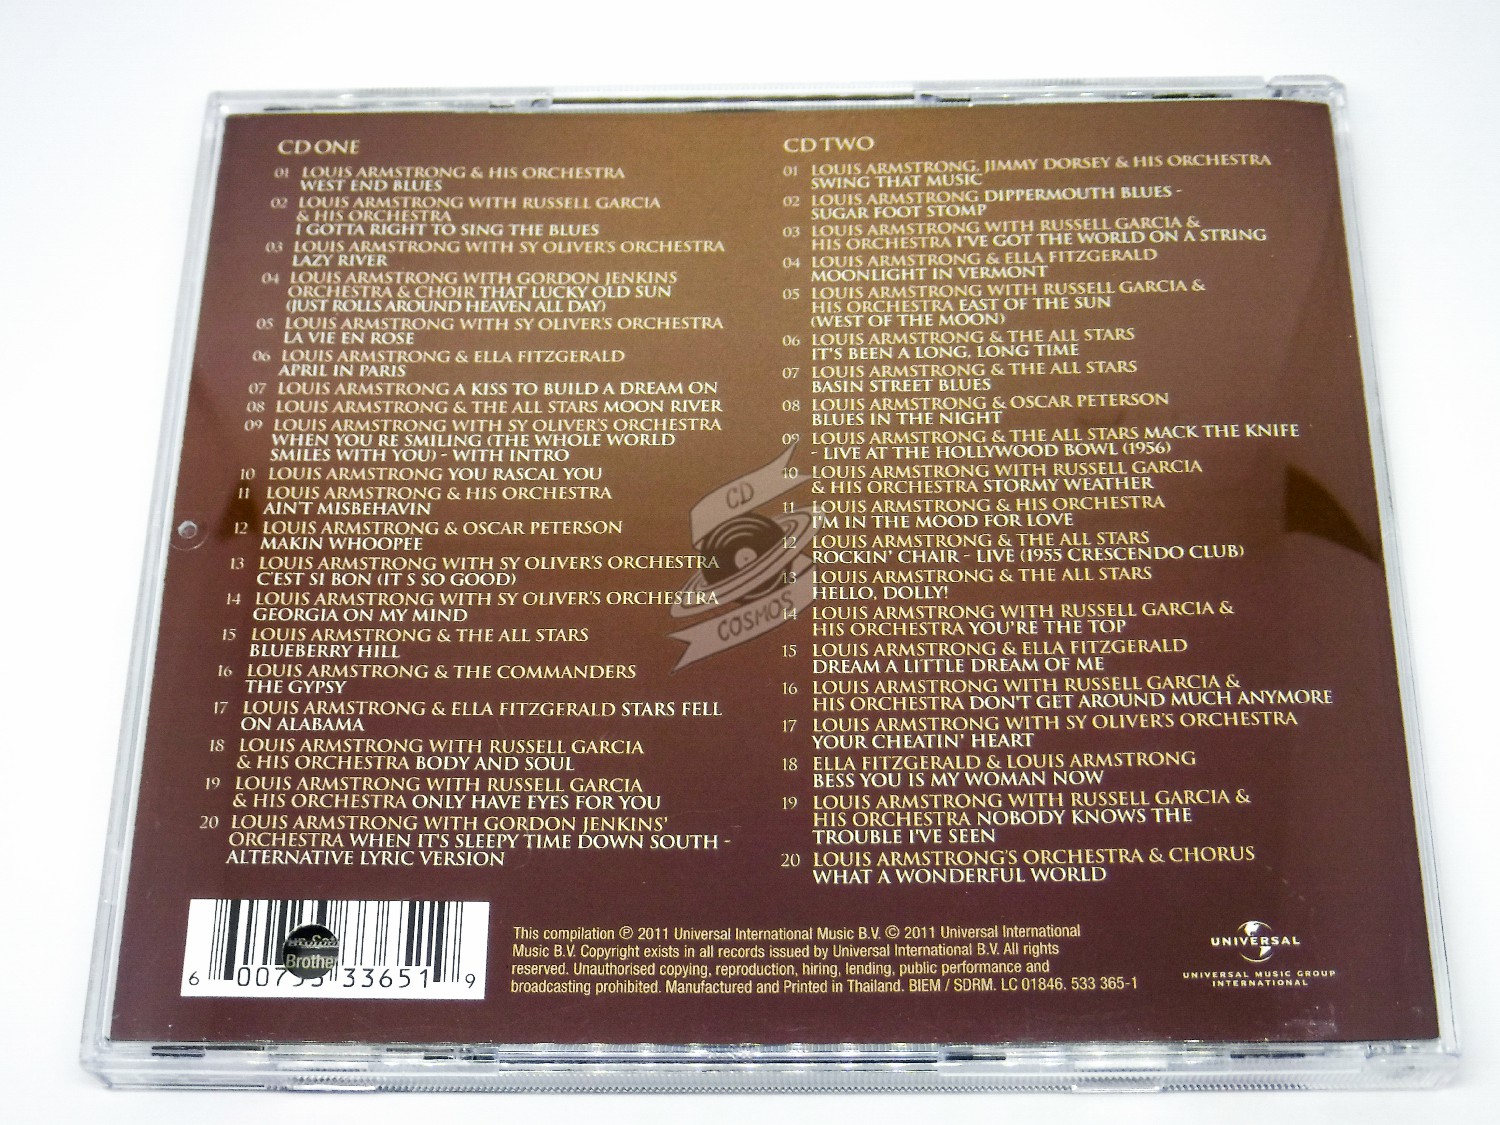 CD ONE
01 LOUIS ARMSTRONG & HIS ORCHESTRA
WEST END BLUES
02 LOUIS ARMSTRONG WITH RUSSELL GARCIA
& HIS ORCHESTRA
I GOTTA RIGHT TO SING THE BLUES
03 LOUIS ARMSTRONG WITH SY OLIVER'S ORCHESTRA
LAZY RIVER
04 LOUIS ARMSTRONG WITH GORDON JENKINS
ORCHESTRA & CHOIR THAT LUCKY OLD SUN
(JUST ROLLS AROUND HEAVEN ALL DAY)
05 LOUIS ARMSTRONG WITH SY OLIVER'S ORCHESTRA
LA VIE EN ROSE
06 LOUIS ARMSTRONG & ELLA FITZGERALD
APRIL IN PARIS
07 LOUIS ARMSTRONG A KISS TO BUILD A DREAM ON
08 LOUIS ARMSTRONG & THE ALL STARS MOON RIVER
09 LOUIS ARMSTRONG WITH SY OLIVER'S ORCHESTRA
WHEN YOU RE SMILING (THE WHOLE WORLD
SMILES WITH YOU) - WITH INTRO
10 LOUIS ARMSTRONG YOU RASCAL YOU
11 LOUIS ARMSTRONG & HIS ORCHESTRA
AIN'T MISBEHAVIN
12 LOUIS ARMSTRONG & OSCAR PETERSON
MAKIN WHOOPEE
13 LOUIS ARMSTRONG WITH SY OLIVER'S ORCHESTRA
C'EST SI BON (IT S SO GOOD)
14 LOUIS ARMSTRONG WITH SY OLIVER'S ORCHESTRA
GEORGIA ON MY MIND
15 LOUIS ARMSTRONG & THE ALL STARS
BLUEBERRY HILL
16 LOUIS ARMSTRONG & THE COMMANDERS
THE GYPSY
17 LOUIS ARMSTRONG & ELLA FITZGERALD STARS FELL
ON ALABAMA
18 LOUIS ARMSTRONG WITH RUSSELL GARCIA
& HIS ORCHESTRA BODY AND SOUL
19 LOUIS ARMSTRONG WITH RUSSELL GARCIA
& HIS ORCHESTRA ONLY HAVE EYES FOR YOU
20 LOUIS ARMSTRONG WITH GORDON JENKINS'
ORCHESTRA WHEN IT'S SLEEPY TIME DOWN SOUTH -
ALTERNATIVE LYRIC VERSION
CD TWO
01 LOUIS ARMSTRONG, JIMMY DORSEY & HIS ORCHESTRA
SWING THAT MUSIC
02 LOUIS ARMSTRONG DIPPERMOUTH BLUES -
SUGAR FOOT STOMP
03 LOUIS ARMSTRONG WITH RUSSELL GARCIA &
HIS ORCHESTRA I'VE GOT THE WORLD ON A STRING
04 LOUIS ARMSTRONG & ELLA FITZGERALD
MOONLIGHT IN VERMONT
05 LOUIS ARMSTRONG WITH RUSSELL GARCIA &
HIS ORCHESTRA EAST OF THE SUN
(WEST OF THE MOON)
06 LOUIS ARMSTRONG & THE ALL STARS
IT'S BEEN A LONG, LONG TIME
07 LOUIS ARMSTRONG & THE ALL STARS
BASIN STREET BLUES
08 LOUIS ARMSTRONG & OSCAR PETERSON
BLUES IN THE NIGHT
09 LOUIS ARMSTRONG & THE ALL STARS MACK THE KNIFE
- LIVE AT THE HOLLYWOOD BOWL (1956)
10 LOUIS ARMSTRONG WITH RUSSELL GARCIA
& HIS ORCHESTRA STORMY WEATHER
11 LOUIS ARMSTRONG & HIS ORCHESTRA
I'M IN THE MOOD FOR LOVE
12 LOUIS ARMSTRONG & THE ALL STARS
ROCKIN' CHAIR - LIVE (1955 CRESCENDO CLUB)
13 LOUIS ARMSTRONG & THE ALL STARS
HELLO, DOLLY!
14 LOUIS ARMSTRONG WITH RUSSELL GARCIA &
HIS ORCHESTRA YOU'RE THE TOP
15 LOUIS ARMSTRONG & ELLA FITZGERALD
DREAM A LITTLE DREAM OF ME
16 LOUIS ARMSTRONG WITH RUSSELL GARCIA &
HIS ORCHESTRA DON'T GET AROUND MUCH ANYMORE
17 LOUIS ARMSTRONG WITH SY OLIVER'S ORCHESTRA
YOUR CHEATIN' HEART
18 ELLA FITZGERALD & LOUIS ARMSTRONG
BESS YOU IS MY WOMAN NOW
19 LOUIS ARMSTRONG WITH RUSSELL GARCIA &
HIS ORCHESTRA NOBODY KNOWS THE
TROUBLE I'VE SEEN
20 LOUIS ARMSTRONG'S ORCHESTRA & CHORUS
WHAT A WONDERFUL WORLD
CD
COSMOS
Brother
6 00753 33651 9
This compilation ℗ 2011 Universal International Music B.V. © 2011 Universal International
Music B.V. Copyright exists in all records issued by Universal International B.V. All rights
reserved. Unauthorised copying, reproduction, hiring, lending, public performance and
broadcasting prohibited. Manufactured and Printed in Thailand. BIEM / SDRM. LC 01846. 533 365-1
UNIVERSAL
UNIVERSAL MUSIC GROUP
INTERNATIONAL